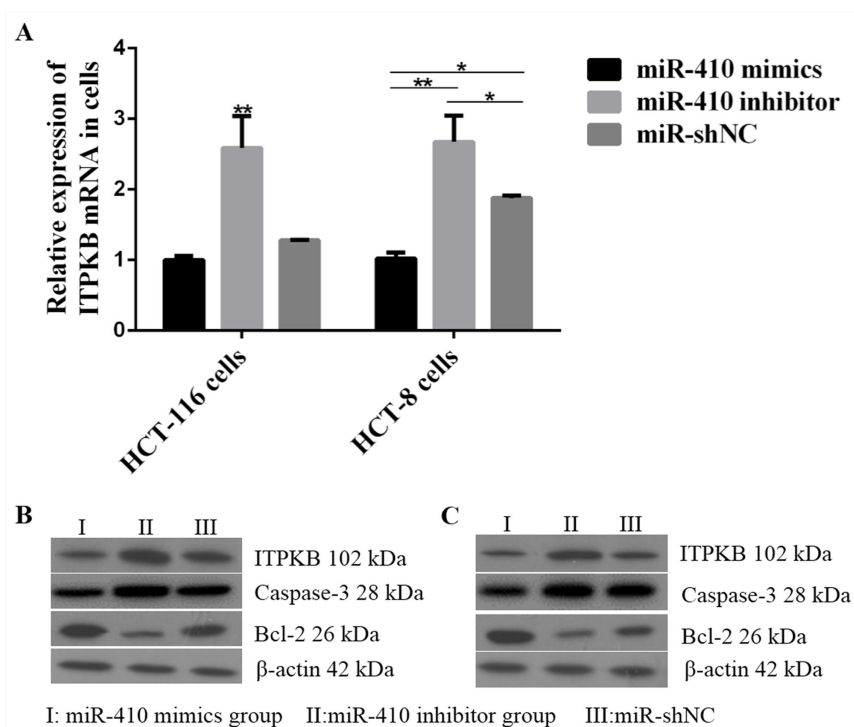 A
Relative expression of
ITPKB mRNA in cells
4
3
2
1
0
**
*
**
*
miR-410 mimics
miR-410 inhibitor
miR-shNC
HCT-116 cells
HCT-8 cells
B
I II III
ITPKB 102 kDa
Caspase-3 28 kDa
Bcl-2 26 kDa
β-actin 42 kDa
C
I II III
ITPKB 102 kDa
Caspase-3 28 kDa
Bcl-2 26 kDa
β-actin 42 kDa
I: miR-410 mimics group II:miR-410 inhibitor group III:miR-shNC